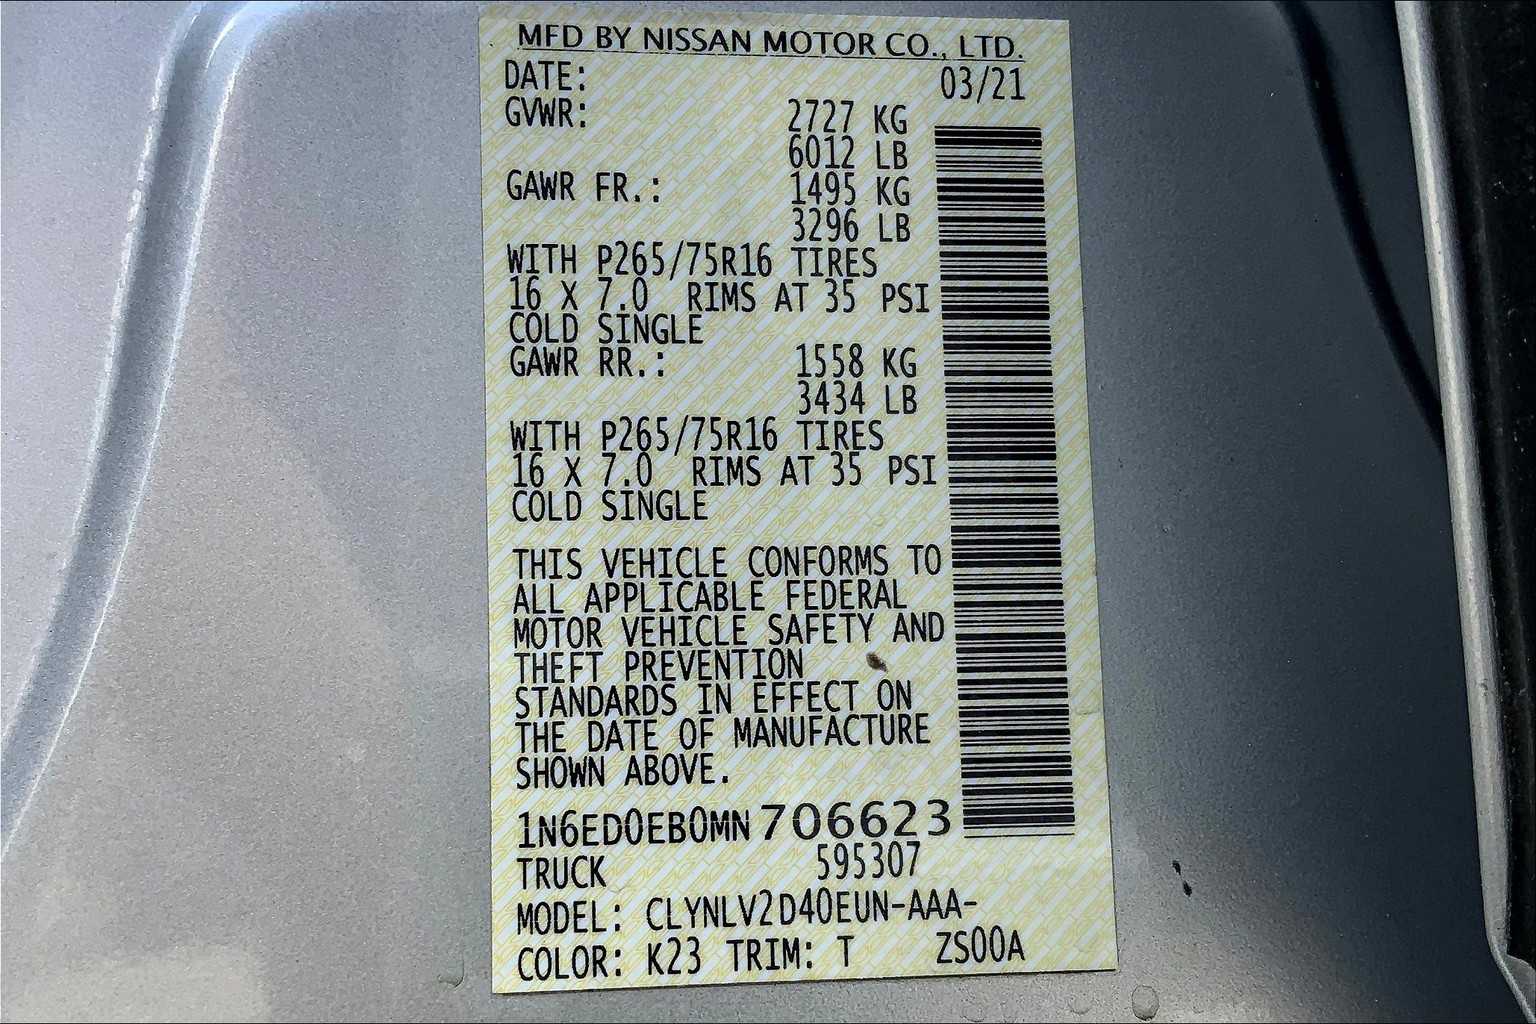 MFD BY NISSAN MOTOR CO., LTD.
DATE: 03/21
GVWR: 2727 KG
6012 LB
GAWR FR.: 1495 KG
3296 LB
WITH P265/75R16 TIRES
16 X 7.0 RIMS AT 35 PSI
COLD SINGLE
GAWR RR.: 1558 KG
3434 LB
WITH P265/75R16 TIRES
16 X 7.0 RIMS AT 35 PSI
COLD SINGLE
THIS VEHICLE CONFORMS TO
ALL APPLICABLE FEDERAL
MOTOR VEHICLE SAFETY AND
THEFT PREVENTION
STANDARDS IN EFFECT ON
THE DATE OF MANUFACTURE
SHOWN ABOVE.
1N6ED0EB0MN706623
TRUCK 595307
MODEL: CLYNLV2D40EUN-AAA-
COLOR: K23 TRIM: T ZS00A